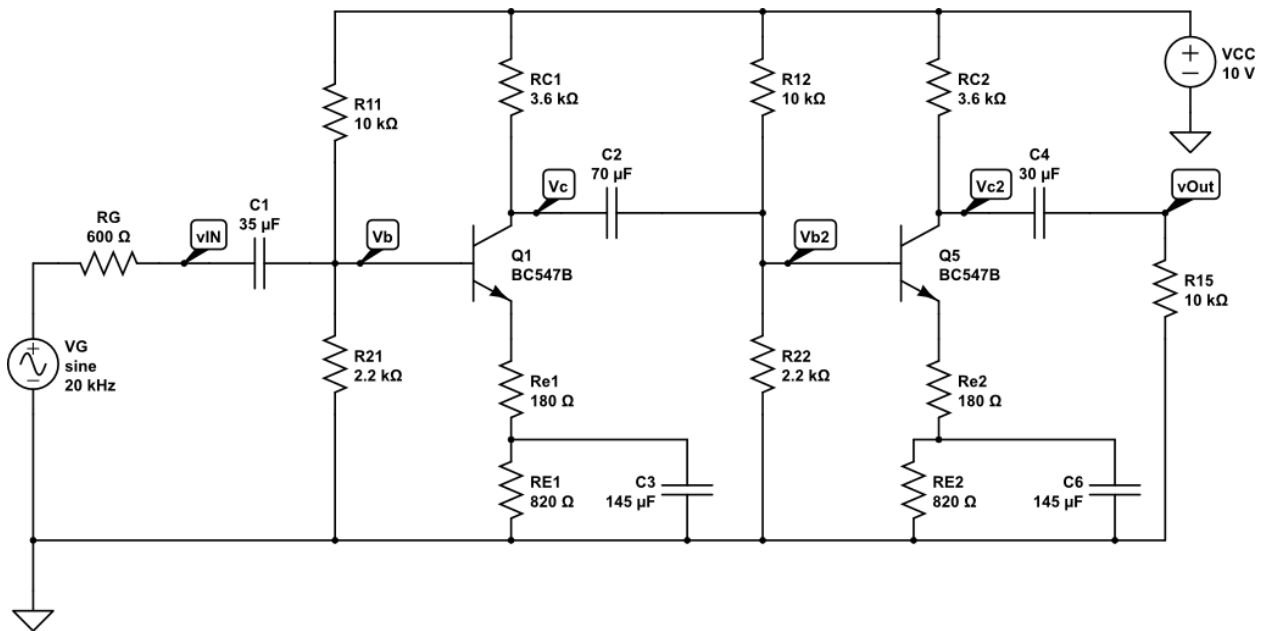 R11
10 kΩ
RC1
3.6 kΩ
R12
10 kΩ
RC2
3.6 kΩ
VCC
10 V
RG
600 Ω
vIN
C1
35 µF
Vb
Vc
C2
70 µF
Q1
BC547B
Vb2
Vc2
C4
30 µF
vOut
Q5
BC547B
R15
10 kΩ
VG
sine
20 kHz
R21
2.2 kΩ
Re1
180 Ω
R22
2.2 kΩ
Re2
180 Ω
RE1
820 Ω
C3
145 µF
RE2
820 Ω
C6
145 µF